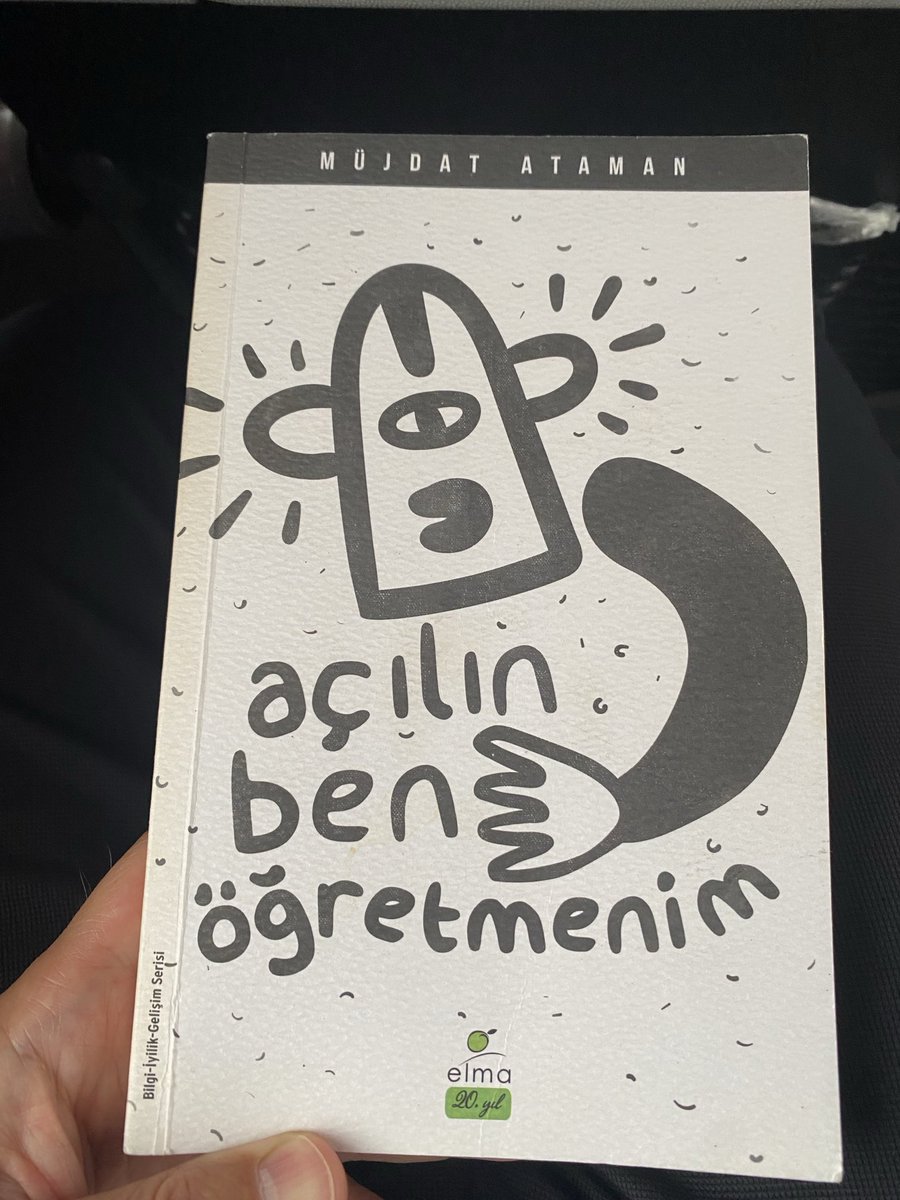 MÜJDAT ATAMAN
açılın
ben
öğretmenim
Bilgi-İyilik-Gelişim Serisi
elma
20. yıl